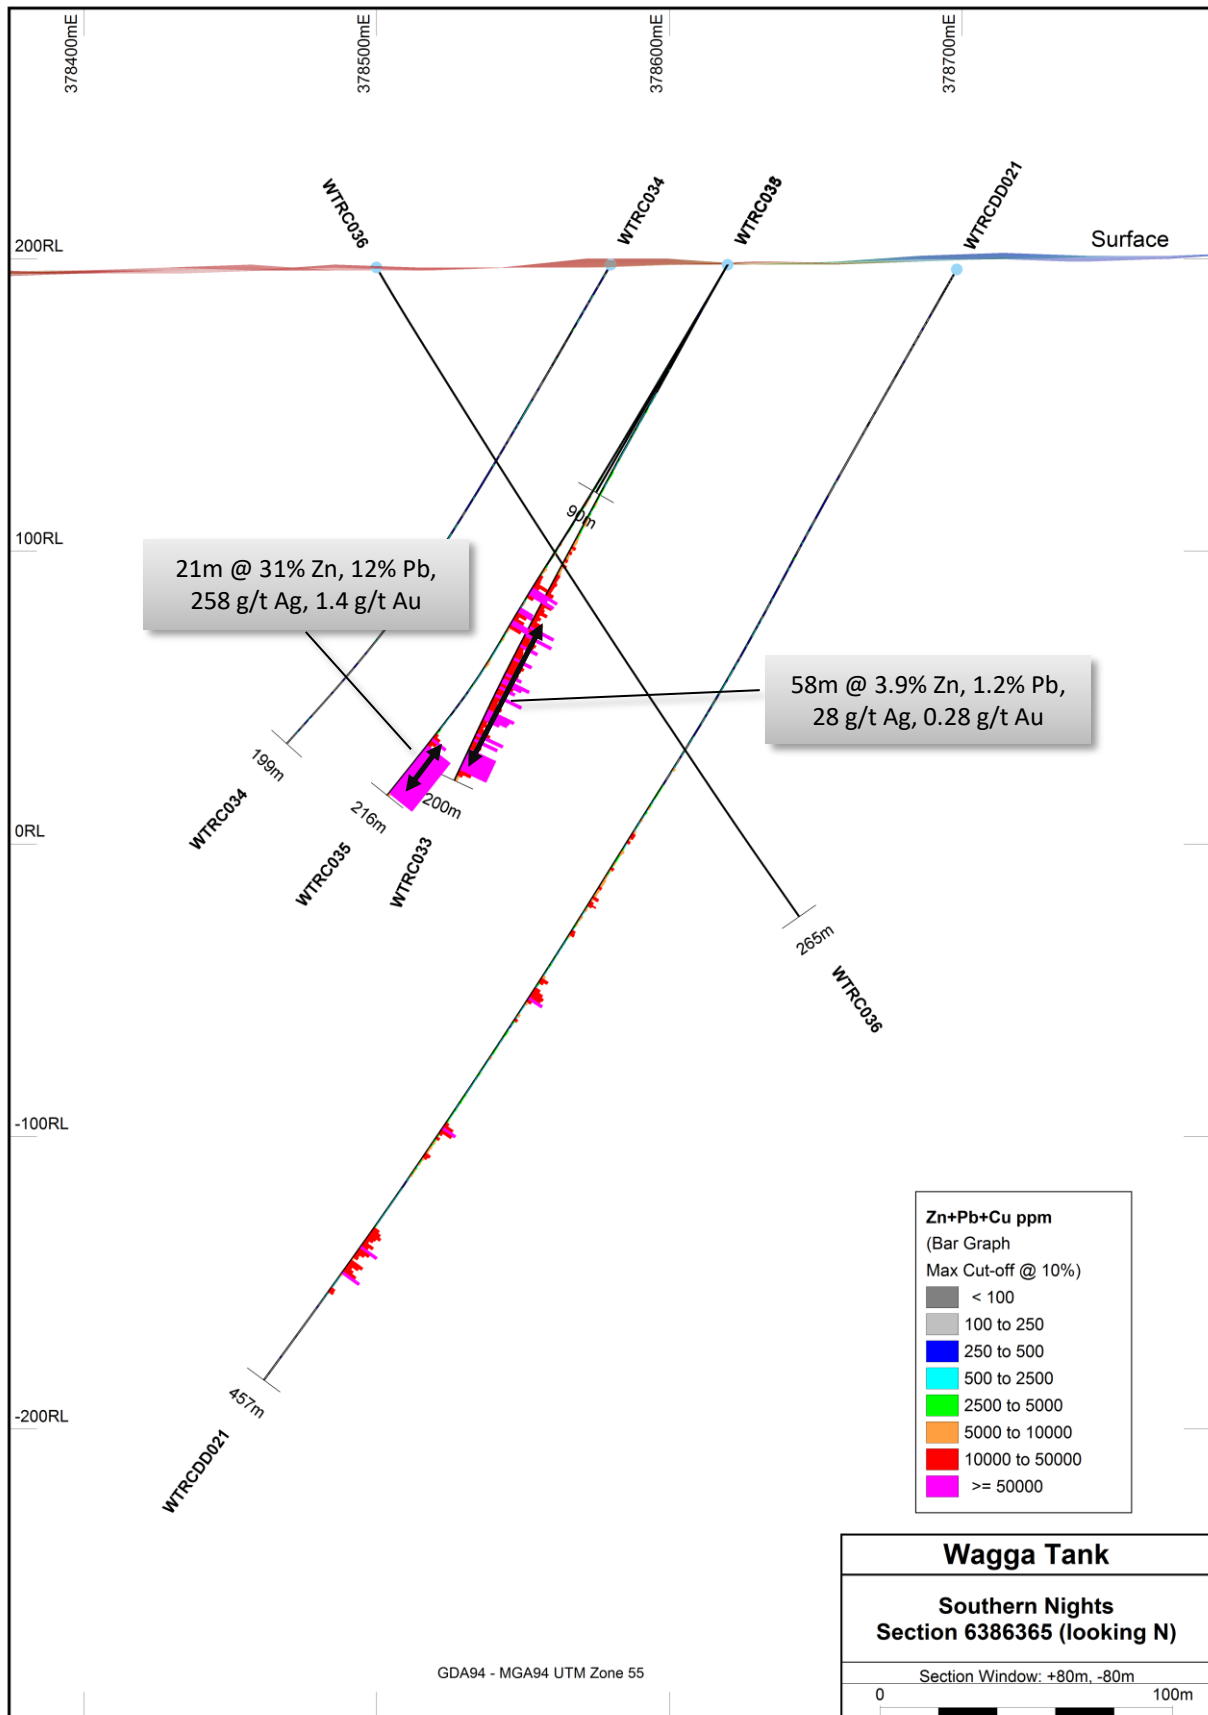 378400mE
378500mE
378600mE
378700mE
WTRC036
WTRC034
WTRCDD021
200RL
Surface
90m
100RL
21m @ 31% Zn, 12% Pb,
258 g/t Ag, 1.4 g/t Au
58m @ 3.9% Zn, 1.2% Pb,
28 g/t Ag, 0.28 g/t Au
199m
WTRC034
216m
WTRC035
200m
WTRC033
0RL
265m
WTRC036
-100RL
457m
WTRCDD021
-200RL
Zn+Pb+Cu ppm
(Bar Graph
Max Cut-off @ 10%)
< 100
100 to 250
250 to 500
500 to 2500
2500 to 5000
5000 to 10000
10000 to 50000
>= 50000
Wagga Tank
Southern Nights
Section 6386365 (looking N)
Section Window: +80m, -80m
0 100m
GDA94 - MGA94 UTM Zone 55